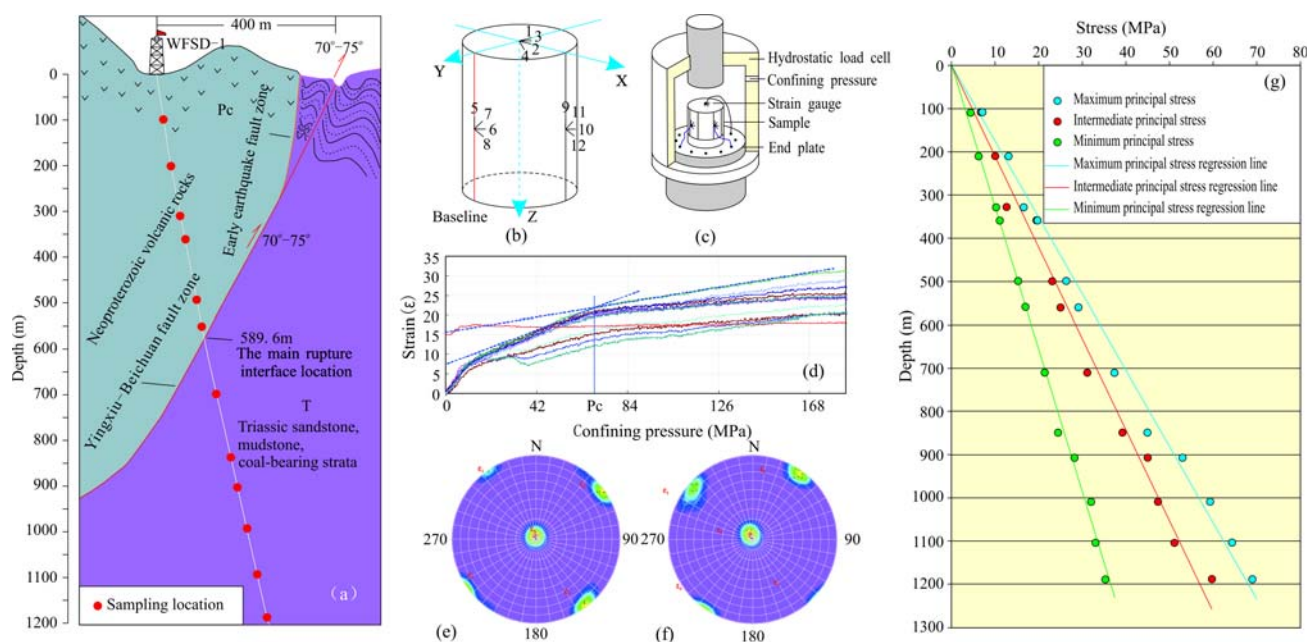 400 m
WFSD-1
70°-75°
0
100
200
300
400
500
600
700
800
900
1000
1100
1200
Depth (m)
Pc
Neoproterozoic volcanic rocks
Early earthquake fault zone
70°-75°
Yingxiu-Beichuan fault zone
589. 6m
The main rupture
interface location
T
Triassic sandstone,
mudstone,
coal-bearing strata
Sampling location
(a)
Y
X
Z
1
3
2
4
5
7
6
8
9
11
10
12
Baseline
(b)
Hydrostatic load cell
Confining pressure
Strain gauge
Sample
End plate
(c)
Strain (ε)
35
30
25
20
15
10
5
0
0
42
Pc
84
126
168
(d)
Confining pressure (MPa)
N
270
90
180
(e)
N
270
90
180
(f)
Stress (MPa)
0
10
20
30
40
50
60
70
80
(g)
0
100
200
300
400
500
600
700
800
900
1000
1100
1200
1300
Depth (m)
Maximum principal stress
Intermediate principal stress
Minimum principal stress
Maximum principal stress regression line
Intermediate principal stress regression line
Minimum principal stress regression line